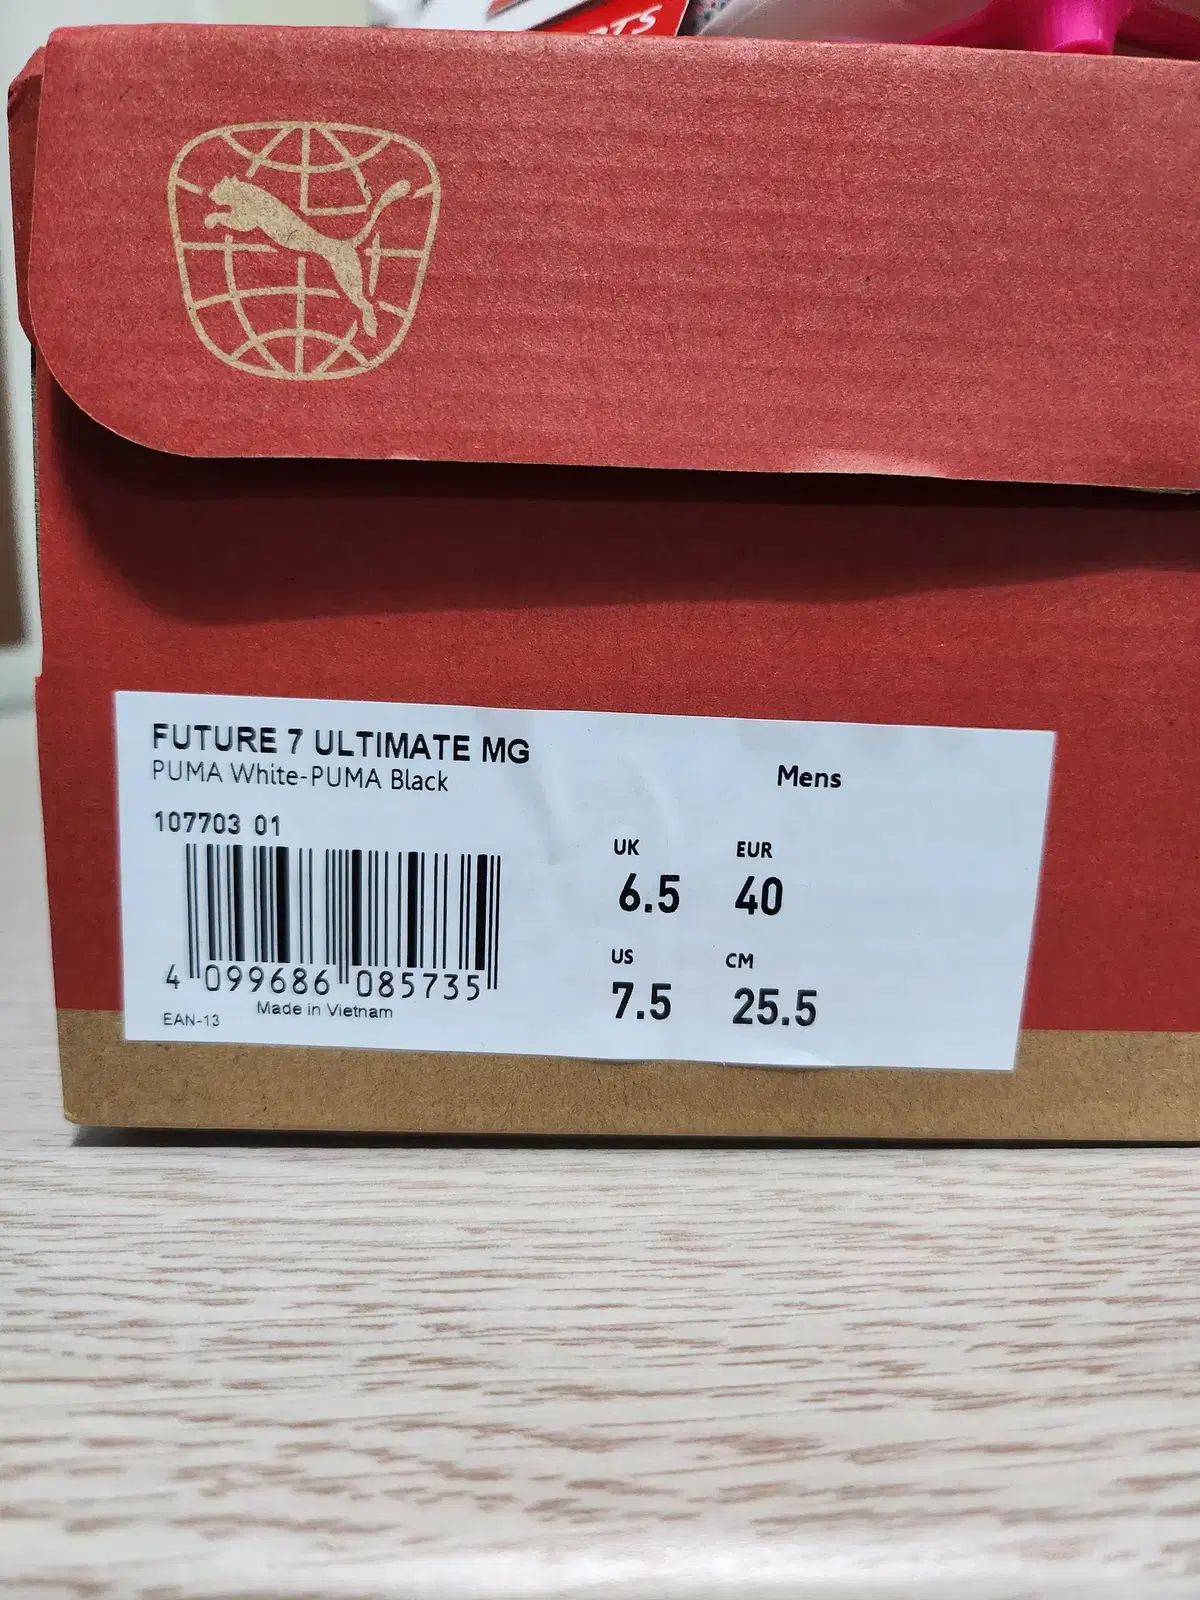 FUTURE 7 ULTIMATE MG
PUMA White-PUMA Black
Mens
107703 01
UK EUR
6.5 40
US CM
7.5 25.5
4 099686 085735
Made in Vietnam
EAN-13